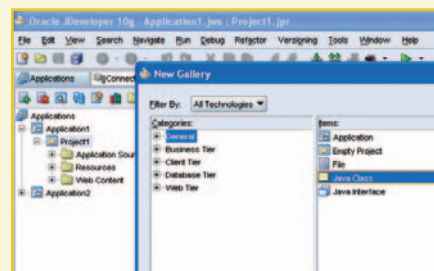 Oracle JDeveloper 10g - Application1.jws : Project1.jpr
File Edit View Search Navigate Run Debug Refactor Versioning Tools Window Help
Applications
Connect
New Gallery
Applications
Application1
Project1
Application Sour
Resources
Web Content
Application2
Filter By: All Technologies
Categories:
General
Business Tier
Client Tier
Database Tier
Web Tier
Items:
Application
Empty Project
File
Java Class
Java Interface